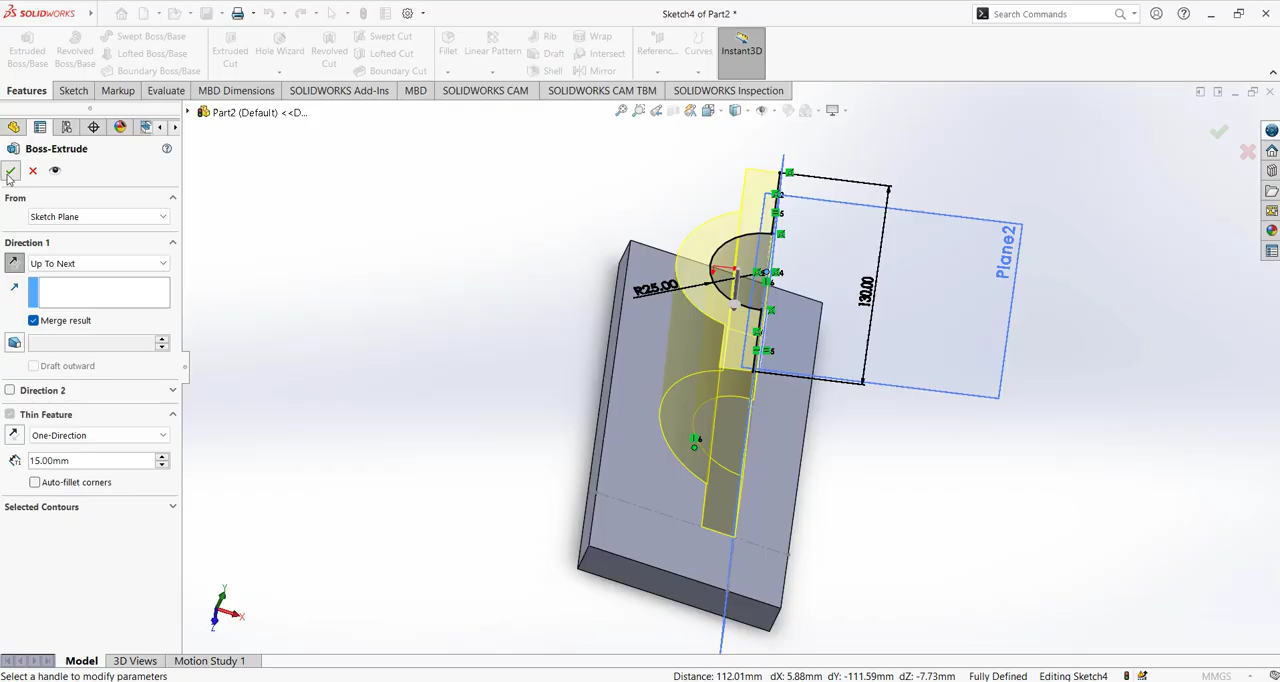 SOLIDWORKS
Sketch4 of Part2 *
Search Commands
Extruded Boss/Base
Revolved Boss/Base
Swept Boss/Base
Lofted Boss/Base
Boundary Boss/Base
Extruded Cut
Hole Wizard
Revolved Cut
Swept Cut
Lofted Cut
Boundary Cut
Fillet
Linear Pattern
Rib
Draft
Shell
Wrap
Intersect
Mirror
Referenc...
Curves
Instant3D
Features
Sketch
Markup
Evaluate
MBD Dimensions
SOLIDWORKS Add-Ins
MBD
SOLIDWORKS CAM
SOLIDWORKS CAM TBM
SOLIDWORKS Inspection
Part2 (Default) <<D...
Boss-Extrude
From
Sketch Plane
Direction 1
Up To Next
Merge result
Draft outward
Direction 2
Thin Feature
One-Direction
15.00mm
Auto-fillet corners
Selected Contours
R25.00
130.00
Plane2
Y
X
Z
Model
3D Views
Motion Study 1
Select a handle to modify parameters
Distance: 112.01mm
dX: 5.88mm dY: -111.59mm dZ: -7.73mm
Fully Defined
Editing Sketch4
MMGS